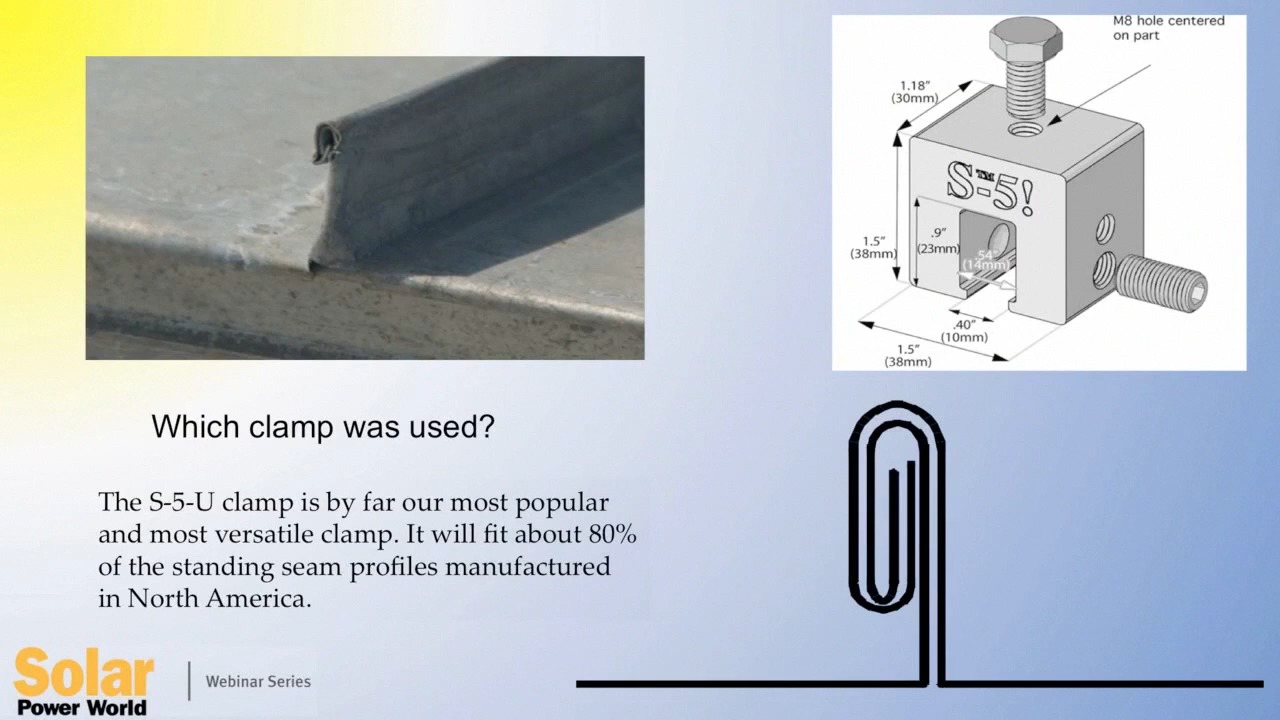 M8 hole centered
on part
1.18"
(30mm)
S-5!
TM
.9"
(23mm)
.54"
(14mm)
1.5"
(38mm)
.40"
(10mm)
1.5"
(38mm)
Which clamp was used?
The S-5-U clamp is by far our most popular
and most versatile clamp. It will fit about 80%
of the standing seam profiles manufactured
in North America.
Solar
Power World
Webinar Series